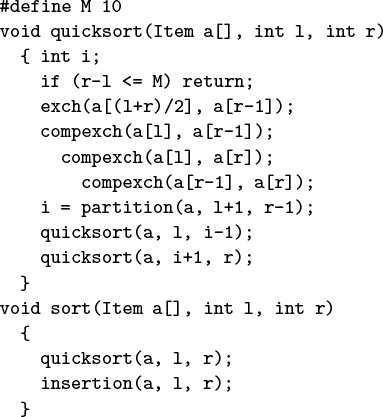 #define M 10
void quicksort(Item a[], int l, int r)
  { int i;
    if (r-l <= M) return;
    exch(a[(l+r)/2], a[r-1]);
    compexch(a[l], a[r-1]);
      compexch(a[l], a[r]);
        compexch(a[r-1], a[r]);
    i = partition(a, l+1, r-1);
    quicksort(a, l, i-1);
    quicksort(a, i+1, r);
  }
void sort(Item a[], int l, int r)
  {
    quicksort(a, l, r);
    insertion(a, l, r);
  }